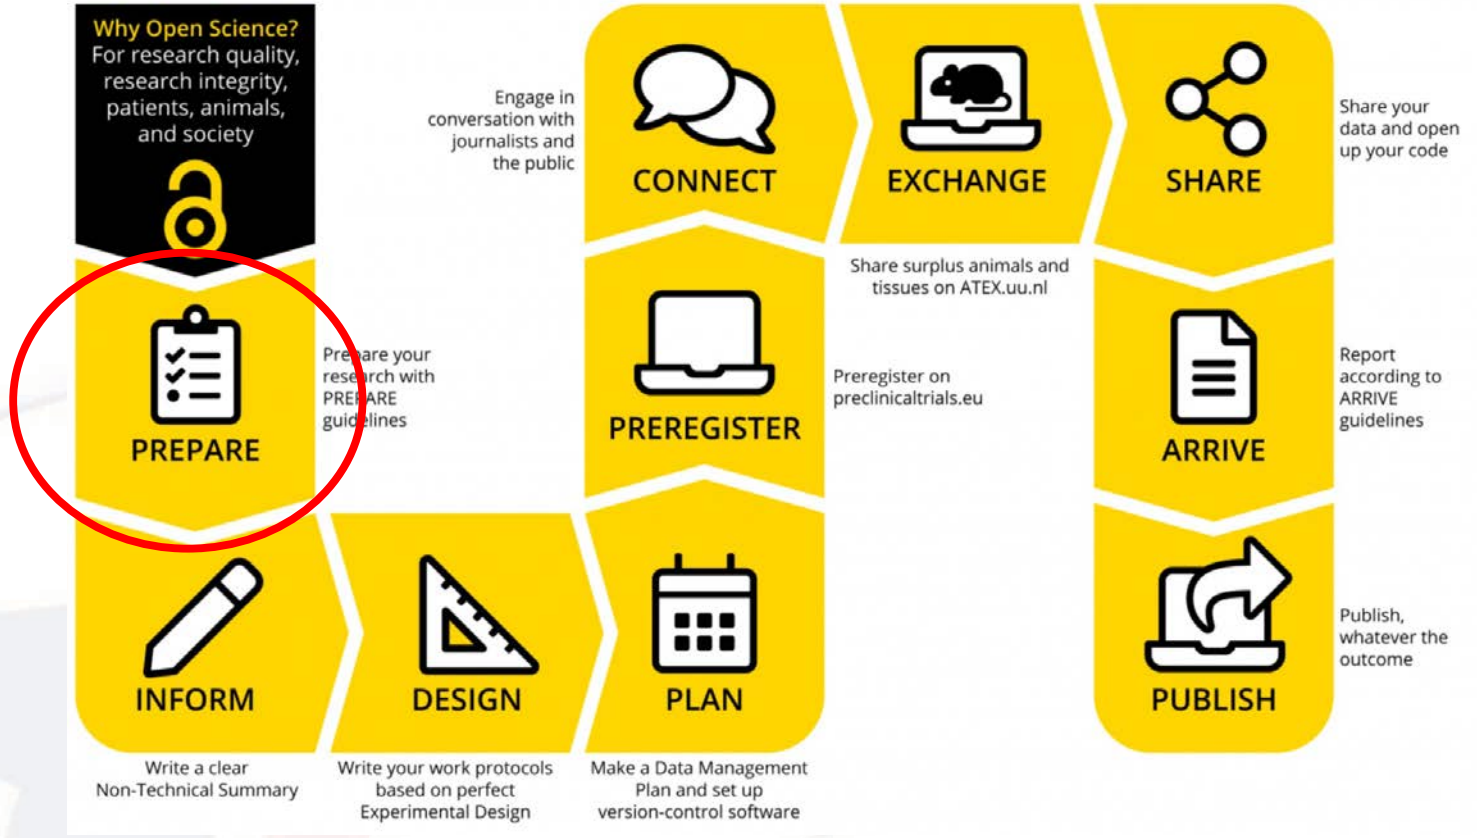 Why Open Science?
For research quality,
research integrity,
patients, animals,
and society
PREPARE
Prepare your
research with
PREPARE
guidelines
INFORM
Write a clear
Non-Technical Summary
DESIGN
Write your work protocols
based on perfect
Experimental Design
PLAN
Make a Data Management
Plan and set up
version-control software
PREREGISTER
Preregister on
preclinicaltrials.eu
Engage in
conversation with
journalists and
the public
CONNECT
EXCHANGE
Share surplus animals and
tissues on ATEX.uu.nl
SHARE
Share your
data and open
up your code
ARRIVE
Report
according to
ARRIVE
guidelines
PUBLISH
Publish,
whatever the
outcome